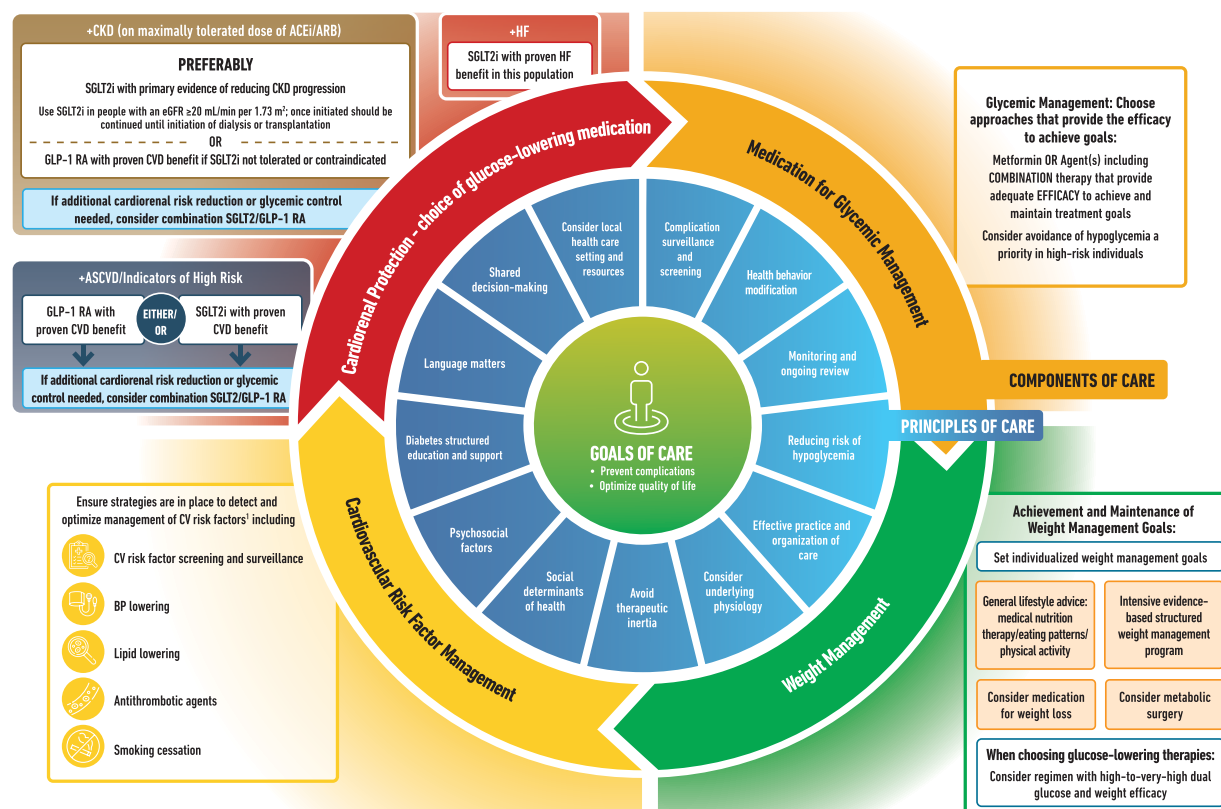 +CKD (on maximally tolerated dose of ACEi/ARB)
PREFERABLY
SGLT2i with primary evidence of reducing CKD progression
Use SGLT2i in people with an eGFR ≥20 mL/min per 1.73 m²; once initiated should be
continued until initiation of dialysis or transplantation
OR
GLP-1 RA with proven CVD benefit if SGLT2i not tolerated or contraindicated
If additional cardiorenal risk reduction or glycemic control
needed, consider combination SGLT2/GLP-1 RA
+HF
SGLT2i with proven HF
benefit in this population
+ASCVD/Indicators of High Risk
GLP-1 RA with
proven CVD benefit
EITHER/
OR
SGLT2i with proven
CVD benefit
If additional cardiorenal risk reduction or glycemic
control needed, consider combination SGLT2/GLP-1 RA
Glycemic Management: Choose
approaches that provide the efficacy
to achieve goals:
Metformin OR Agent(s) including
COMBINATION therapy that provide
adequate EFFICACY to achieve and
maintain treatment goals
Consider avoidance of hypoglycemia a
priority in high-risk individuals
Cardiorenal Protection - choice of glucose-lowering medication
Medication for Glycemic Management
Weight Management
Cardiovascular Risk Factor Management
COMPONENTS OF CARE
PRINCIPLES OF CARE
Consider local
health care
setting and
resources
Complication
surveillance
and
screening
Health behavior
modification
Monitoring and
ongoing review
Reducing risk of
hypoglycemia
Effective practice and
organization of
care
Consider
underlying
physiology
Avoid
therapeutic
inertia
Social
determinants
of health
Psychosocial
factors
Diabetes structured
education and support
Language matters
Shared
decision-making
GOALS OF CARE
• Prevent complications
• Optimize quality of life
Ensure strategies are in place to detect and
optimize management of CV risk factors¹ including
CV risk factor screening and surveillance
BP lowering
Lipid lowering
Antithrombotic agents
Smoking cessation
Achievement and Maintenance of
Weight Management Goals:
Set individualized weight management goals
General lifestyle advice:
medical nutrition
therapy/eating patterns/
physical activity
Intensive evidence-
based structured
weight management
program
Consider medication
for weight loss
Consider metabolic
surgery
When choosing glucose-lowering therapies:
Consider regimen with high-to-very-high dual
glucose and weight efficacy